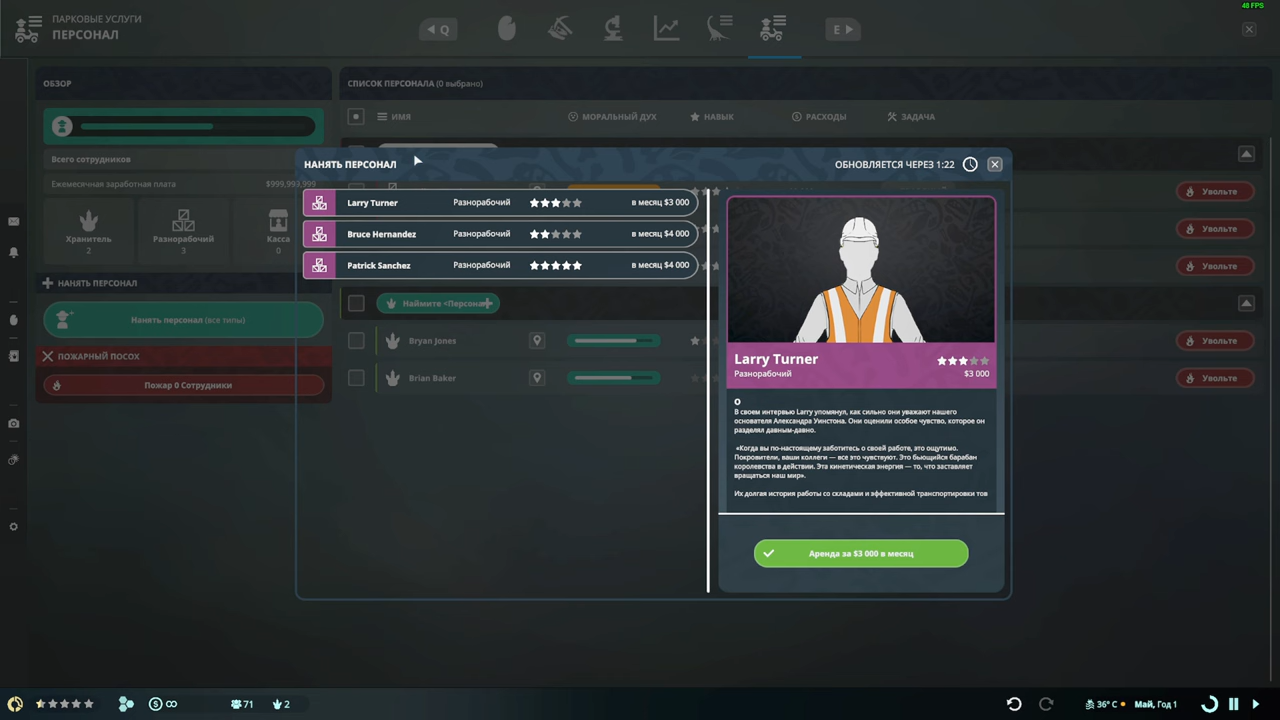 48 FPS
ПАРКОВЫЕ УСЛУГИ
ПЕРСОНАЛ
Q
E
ОБЗОР
СПИСОК ПЕРСОНАЛА (0 выбрано)
ИМЯ
МОРАЛЬНЫЙ ДУХ
НАВЫК
РАСХОДЫ
ЗАДАЧА
Всего сотрудников
Ежемесячная заработная плата
$999,993,999
Хранитель
2
Разнорабочий
3
Касса
0
НАНЯТЬ ПЕРСОНАЛ
Нанять персонал (все типы)
ПОЖАРНЫЙ ПОСОХ
Пожар 0 Сотрудники
НАНЯТЬ ПЕРСОНАЛ
ОБНОВЛЯЕТСЯ ЧЕРЕЗ 1:22
Larry Turner
Разнорабочий
в месяц $3 000
Bruce Hernandez
Разнорабочий
в месяц $4 000
Patrick Sanchez
Разнорабочий
в месяц $4 000
Наймите <Персона
Bryan Jones
Brian Baker
Увольте
Увольте
Увольте
Увольте
Увольте
Larry Turner
Разнорабочий
$3 000
О
В своем интервью Larry упомянул, как сильно они уважают нашего
основателя Александра Уинстона. Они оценили особое чувство, которое он
разделял давным-давно.
«Когда вы по-настоящему заботитесь о своей работе, это ощутимо.
Покровители, ваши коллеги — все это чувствуют. Это бьющийся барабан
королевства в действии. Эта кинетическая энергия — то, что заставляет
вращаться наш мир».
Их долгая история работы со складами и эффективной транспортировки тов
Аренда за $3 000 в месяц
71
2
36° C
Май, Год 1